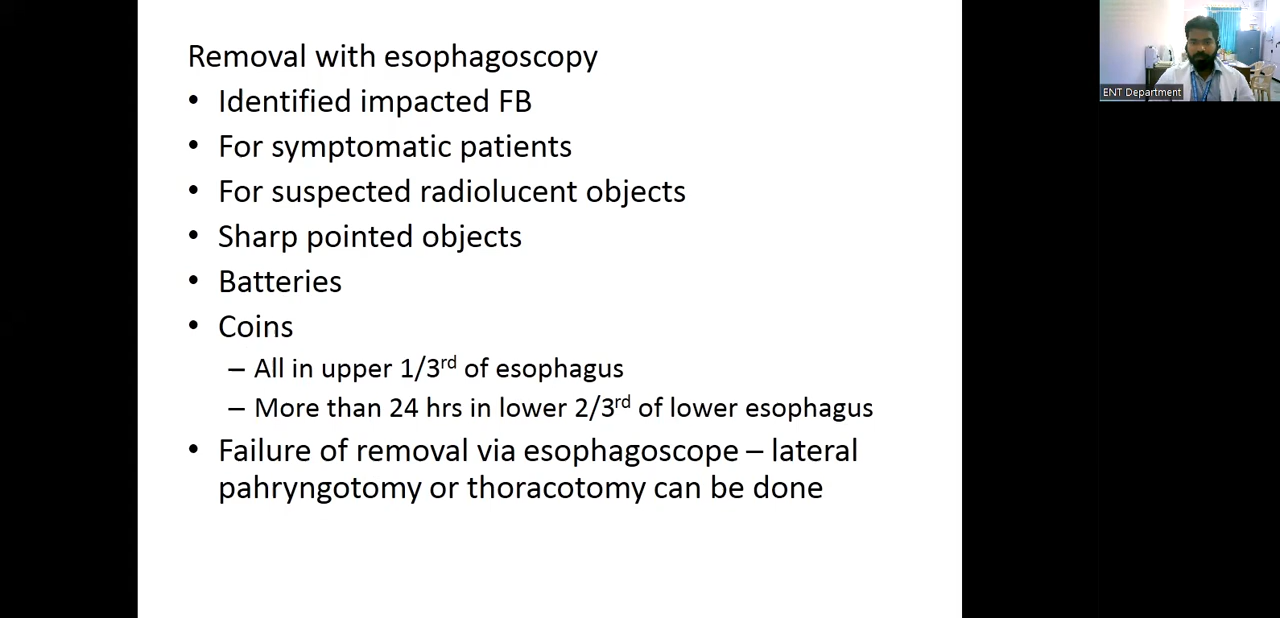 Removal with esophagoscopy
• Identified impacted FB
• For symptomatic patients
• For suspected radiolucent objects
• Sharp pointed objects
• Batteries
• Coins
– All in upper 1/3rd of esophagus
– More than 24 hrs in lower 2/3rd of lower esophagus
• Failure of removal via esophagoscope – lateral
pahryngotomy or thoracotomy can be done
ENT Department